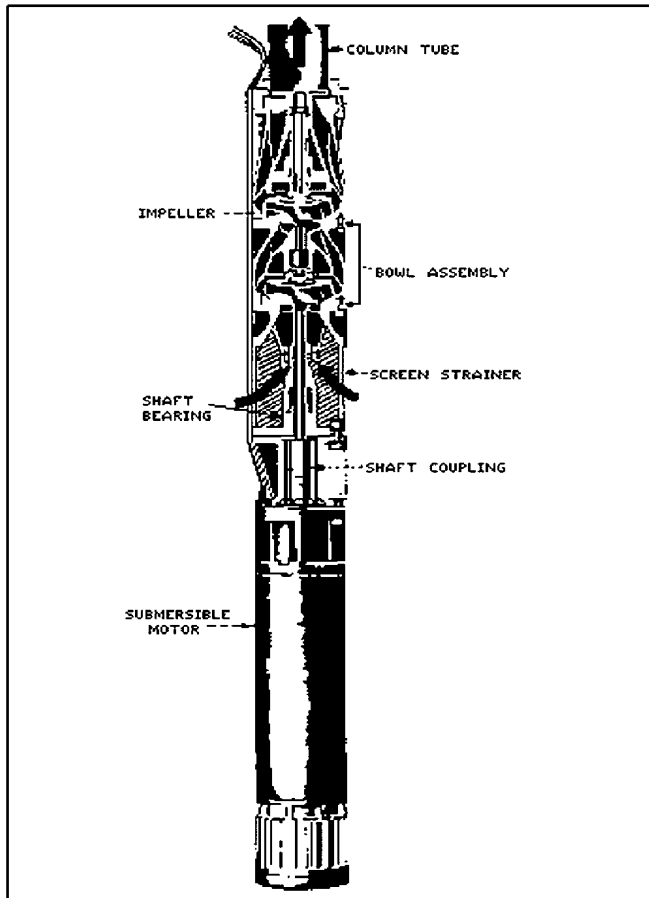 COLUMN TUBE
IMPELLER
BOWL ASSEMBLY
SCREEN STRAINER
SHAFT
BEARING
SHAFT COUPLING
SUBMERSIBLE
MOTOR